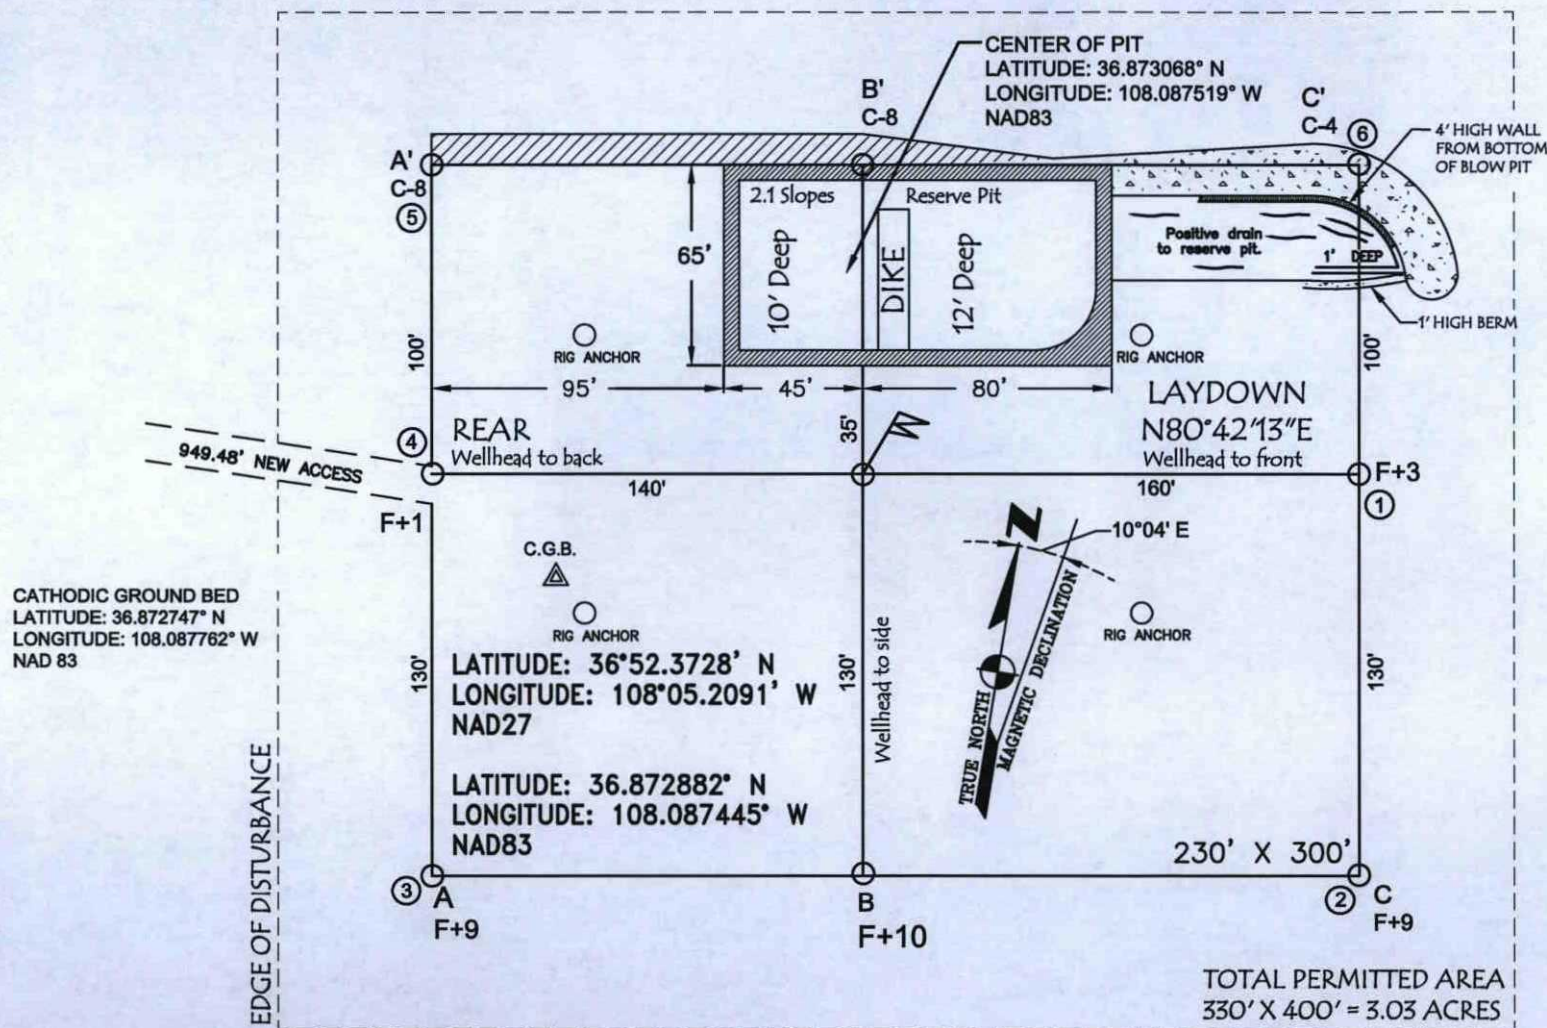 CENTER OF PIT
LATITUDE: 36.873068° N
LONGITUDE: 108.087519° W
NAD83
B'
C-8
C'
C-4
6
4' HIGH WALL
FROM BOTTOM
OF BLOW PIT
A'
C-8
5
2.1 Slopes
Reserve Pit
65'
10' Deep
DIKE
12' Deep
Positive drain
to reserve pit.
1' DEEP
1' HIGH BERM
RIG ANCHOR
RIG ANCHOR
100'
100'
95'
45'
80'
LAYDOWN
N80°42"13"E
Wellhead to front
4
REAR
Wellhead to back
35'
W
949.48' NEW ACCESS
140'
160'
F+3
1
F+1
N
10°04' E
C.G.B.
CATHODIC GROUND BED
LATITUDE: 36.872747° N
LONGITUDE: 108.087762° W
NAD 83
RIG ANCHOR
RIG ANCHOR
TRUE NORTH
MAGNETIC DECLINATION
130'
130'
Wellhead to side
130'
LATITUDE: 36°52.3728' N
LONGITUDE: 108°05.2091' W
NAD27
LATITUDE: 36.872882° N
LONGITUDE: 108.087445° W
NAD83
EDGE OF DISTURBANCE
230' X 300'
3
A
F+9
B
F+10
2
C
F+9
TOTAL PERMITTED AREA
330' X 400' = 3.03 ACRES